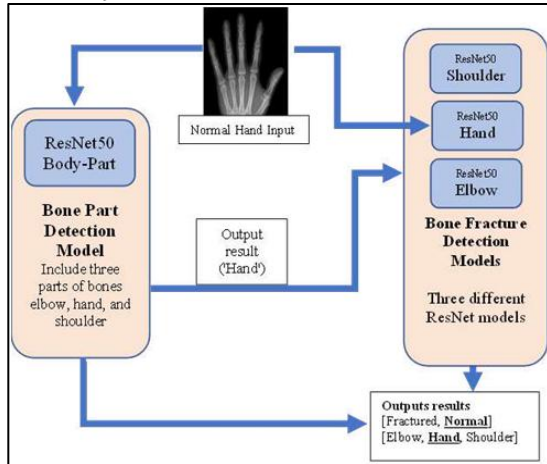 Normal Hand Input
ResNet50
Body-Part
Bone Part
Detection
Model
Include three
parts of bones
elbow, hand, and
shoulder
Output
result
('Hand')
ResNet50
Shoulder
ResNet50
Hand
ResNet50
Elbow
Bone Fracture
Detection
Models
Three different
ResNet models
Outputs results
[Fractured, Normal]
[Elbow, Hand, Shoulder]